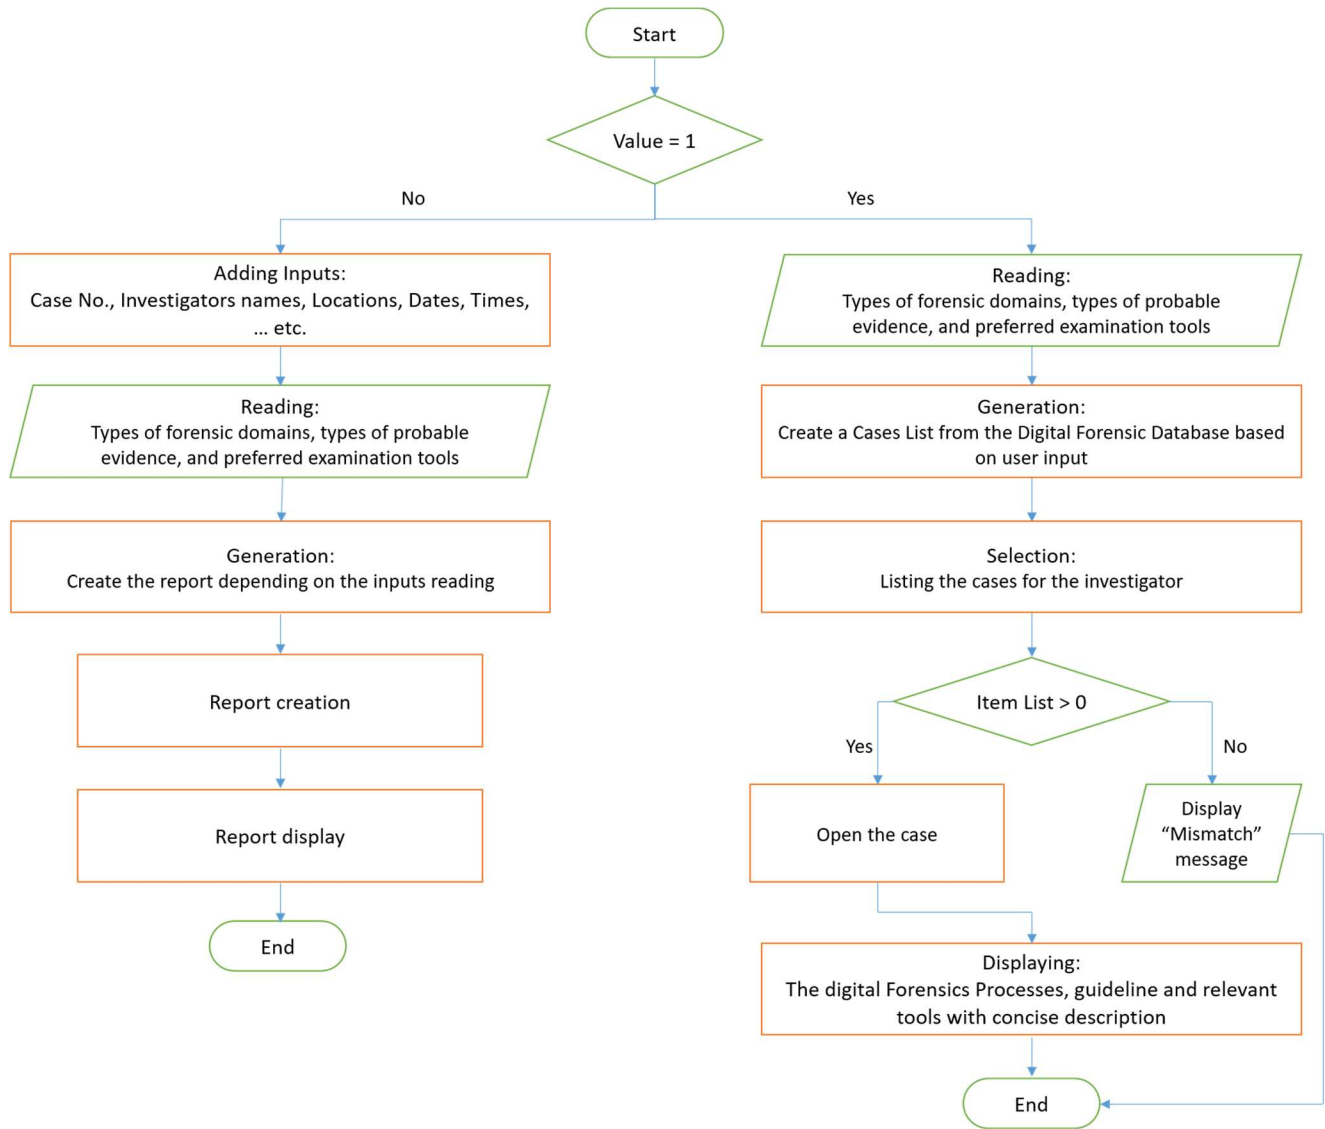 Start
Value = 1
No
Yes
Adding Inputs:
Case No., Investigators names, Locations, Dates, Times,
... etc.
Reading:
Types of forensic domains, types of probable
evidence, and preferred examination tools
Generation:
Create the report depending on the inputs reading
Report creation
Report display
End
Reading:
Types of forensic domains, types of probable
evidence, and preferred examination tools
Generation:
Create a Cases List from the Digital Forensic Database based
on user input
Selection:
Listing the cases for the investigator
Item List > 0
Yes
No
Open the case
Display
“Mismatch”
message
Displaying:
The digital Forensics Processes, guideline and relevant
tools with concise description
End